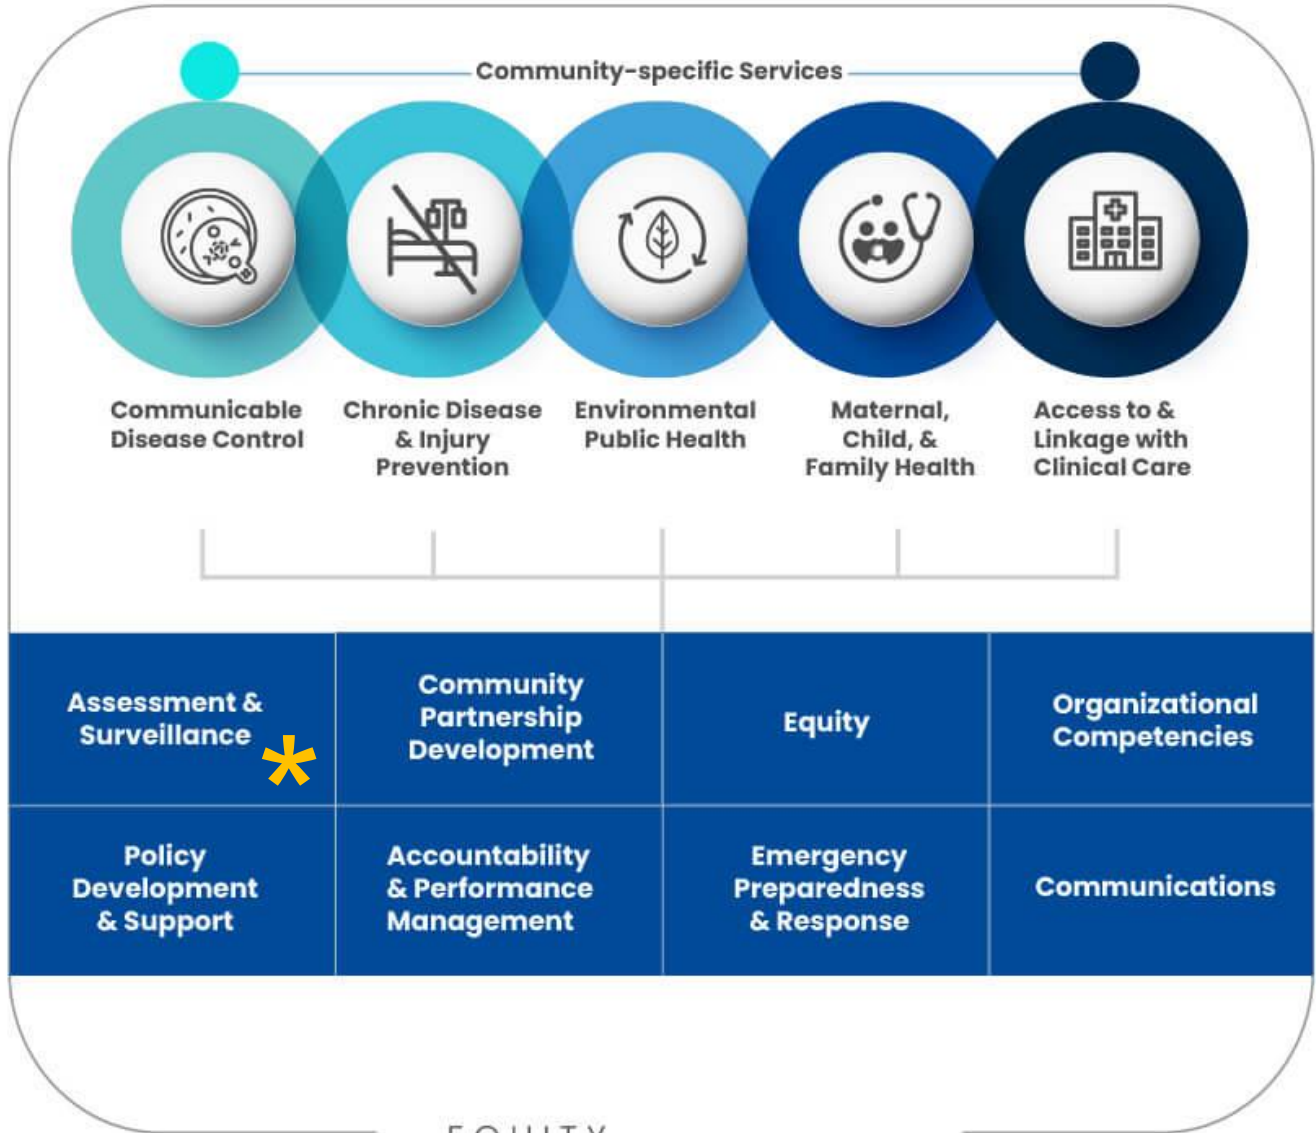 Community-specific Services
Communicable
Disease Control
Chronic Disease
& Injury
Prevention
Environmental
Public Health
Maternal,
Child, &
Family Health
Access to &
Linkage with
Clinical Care
Assessment &
Surveillance
*
Community
Partnership
Development
Equity
Organizational
Competencies
Policy
Development
& Support
Accountability
& Performance
Management
Emergency
Preparedness
& Response
Communications
EQUITY